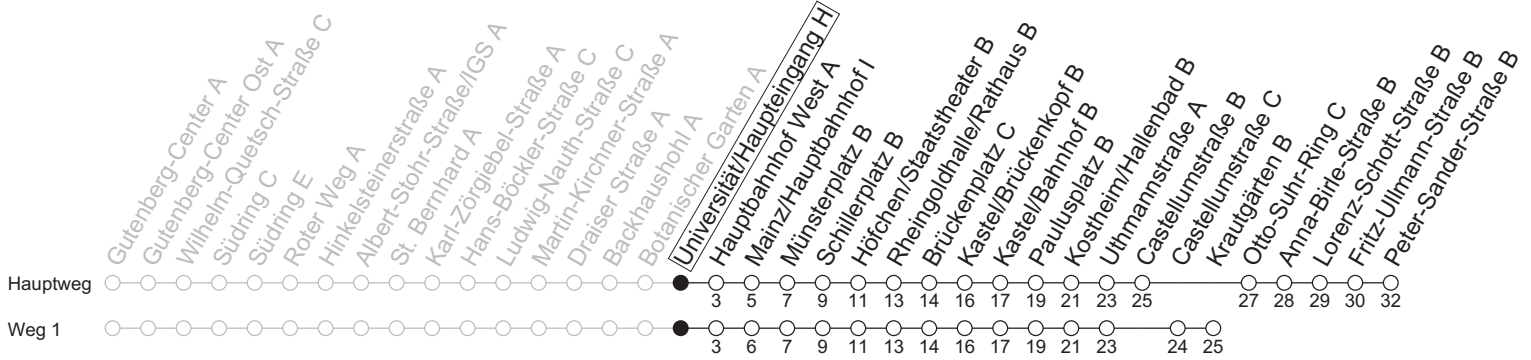 Gutenberg-Center A
Gutenberg-Center Ost A
Wilhelm-Quetsch-Straße C
Südring C
Südring E
Roter Weg A
Hinkelsteinerstraße A
Albert-Stohr-Straße/IGS A
St. Bernhard A
Karl-Zörgiebel-Straße A
Hans-Böckler-Straße C
Ludwig-Nauth-Straße C
Martin-Kirchner-Straße A
Draiser Straße A
Backhaushohl A
Botanischer Garten A
Universität/Haupteingang H
Hauptbahnhof West A
Mainz/Hauptbahnhof I
Münsterplatz B
Schillerplatz B
Höfchen/Staatstheater B
Rheingoldhalle/Rathaus B
Brückenplatz C
Kastel/Brückenkopf B
Kastel/Bahnhof B
Paulusplatz B
Kostheim/Hallenbad B
Uthmannstraße A
Castellumstraße B
Castellumstraße C
Krautgärten B
Otto-Suhr-Ring C
Anna-Birle-Straße B
Lorenz-Schott-Straße B
Fritz-Ullmann-Straße B
Peter-Sander-Straße B
Hauptweg
3 5 7 9 11 13 14 16 17 19 21 23 25 27 28 29 30 32
Weg 1
3 6 7 9 11 13 14 16 17 19 21 23 24 25